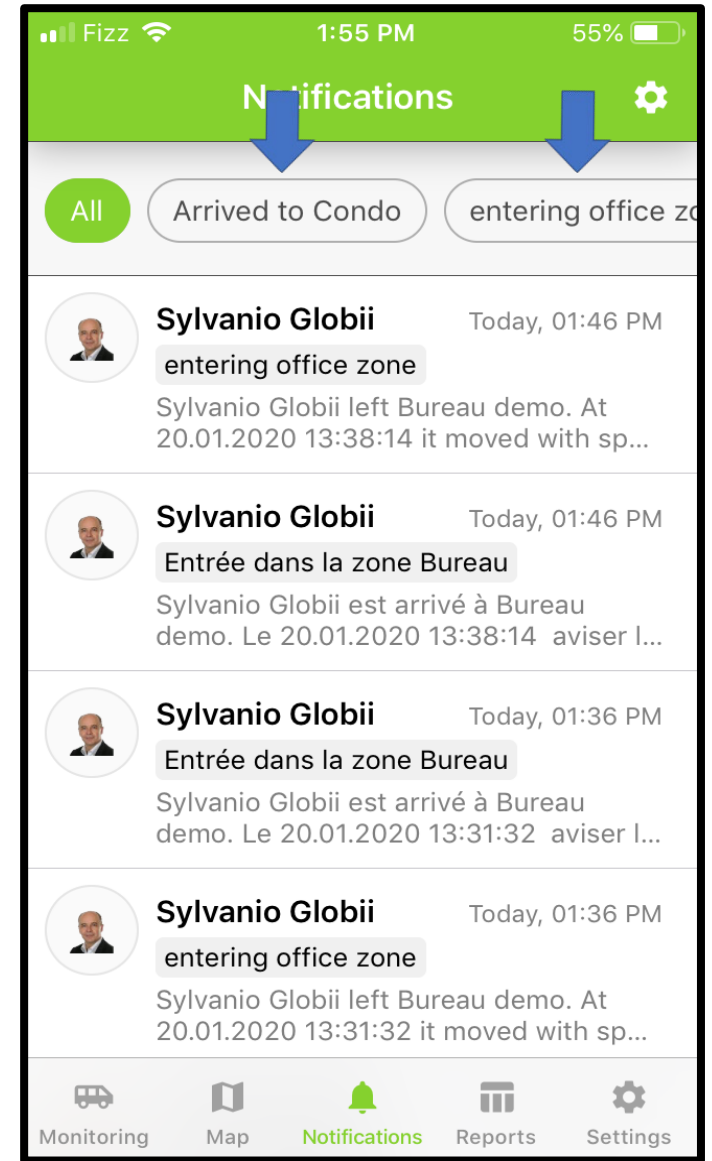 Fizz 1:55 PM 55%
Notifications
All Arrived to Condo entering office zo
Sylvanio Globii Today, 01:46 PM
entering office zone
Sylvanio Globii left Bureau demo. At
20.01.2020 13:38:14 it moved with sp...
Sylvanio Globii Today, 01:46 PM
Entrée dans la zone Bureau
Sylvanio Globii est arrivé à Bureau
demo. Le 20.01.2020 13:38:14 aviser l...
Sylvanio Globii Today, 01:36 PM
Entrée dans la zone Bureau
Sylvanio Globii est arrivé à Bureau
demo. Le 20.01.2020 13:31:32 aviser l...
Sylvanio Globii Today, 01:36 PM
entering office zone
Sylvanio Globii left Bureau demo. At
20.01.2020 13:31:32 it moved with sp...
Monitoring Map Notifications Reports Settings